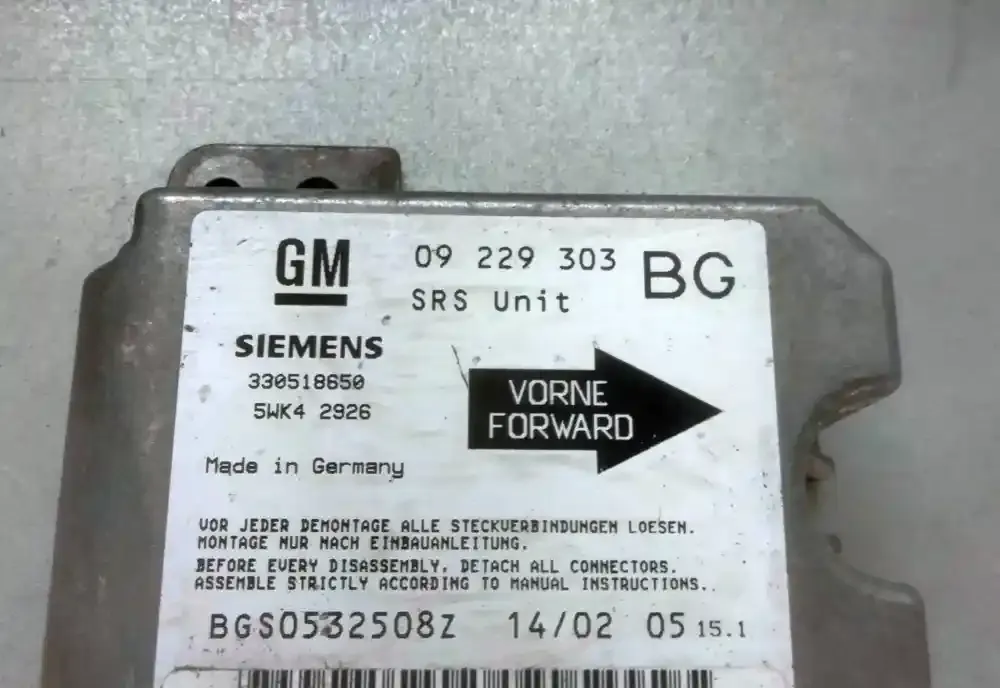 GM 09 229 303 BG
SRS Unit
SIEMENS
330518650
5WK4 2926
VORNE
FORWARD
Made in Germany
VOR JEDER DEMONTAGE ALLE STECKVERBINDUNGEN LOESEN.
MONTAGE NUR NACH EINBAUANLEITUNG.
BEFORE EVERY DISASSEMBLY, DETACH ALL CONNECTORS.
ASSEMBLE STRICTLY ACCORDING TO MANUAL INSTRUCTIONS.
BGS0532508Z 14/02 05 15.1